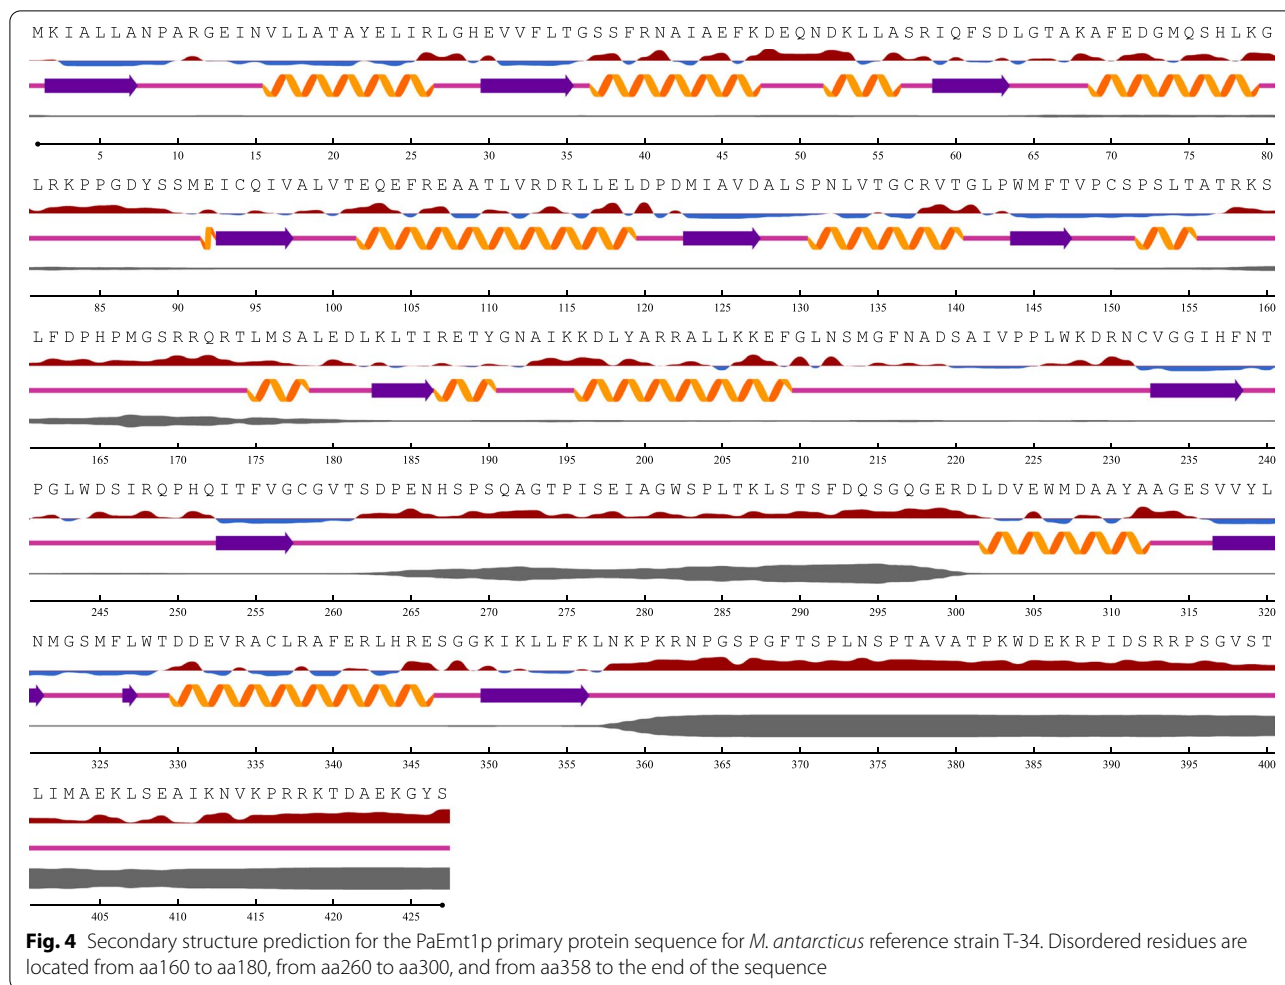 M K I A L L A N P A R G E I N V L L A T A Y E L I R L G H E V V F L T G S S F R N A I A E F K D E Q N D K L L A S R I Q F S D L G T A K A F E D G M Q S H L K G
5 10 15 20 25 30 35 40 45 50 55 60 65 70 75 80
L R K P P G D Y S S M E I C Q I V A L V T E Q E F R E A A T L V R D R L L E L D P D M I A V D A L S P N L V T G C R V T G L P W M F T V P C S P S L T A T R K S
85 90 95 100 105 110 115 120 125 130 135 140 145 150 155 160
L F D P H P M G S R R Q R T L M S A L E D L K L T I R E T Y G N A I K K D L Y A R R A L L K K E F G L N S M G F N A D S A I V P P L W K D R N C V G G I H F N T
165 170 175 180 185 190 195 200 205 210 215 220 225 230 235 240
P G L W D S I R Q P H Q I T F V G C G V T S D P E N H S P S Q A G T P I S E I A G W S P L T K L S T S F D Q S G Q G E R D L D V E W M D A A Y A A G E S V V Y L
245 250 255 260 265 270 275 280 285 290 295 300 305 310 315 320
N M G S M F L W T D D E V R A C L R A F E R L H R E S G G K I K L L F K L N K P K R N P G S P G F T S P L N S P T A V A T P K W D E K R P I D S R R P S G V S T
325 330 335 340 345 350 355 360 365 370 375 380 385 390 395 400
L I M A E K L S E A I K N V K P R R K T D A E K G Y S
405 410 415 420 425
Fig. 4 Secondary structure prediction for the PaEmt1p primary protein sequence for M. antarcticus reference strain T-34. Disordered residues are
located from aa160 to aa180, from aa260 to aa300, and from aa358 to the end of the sequence